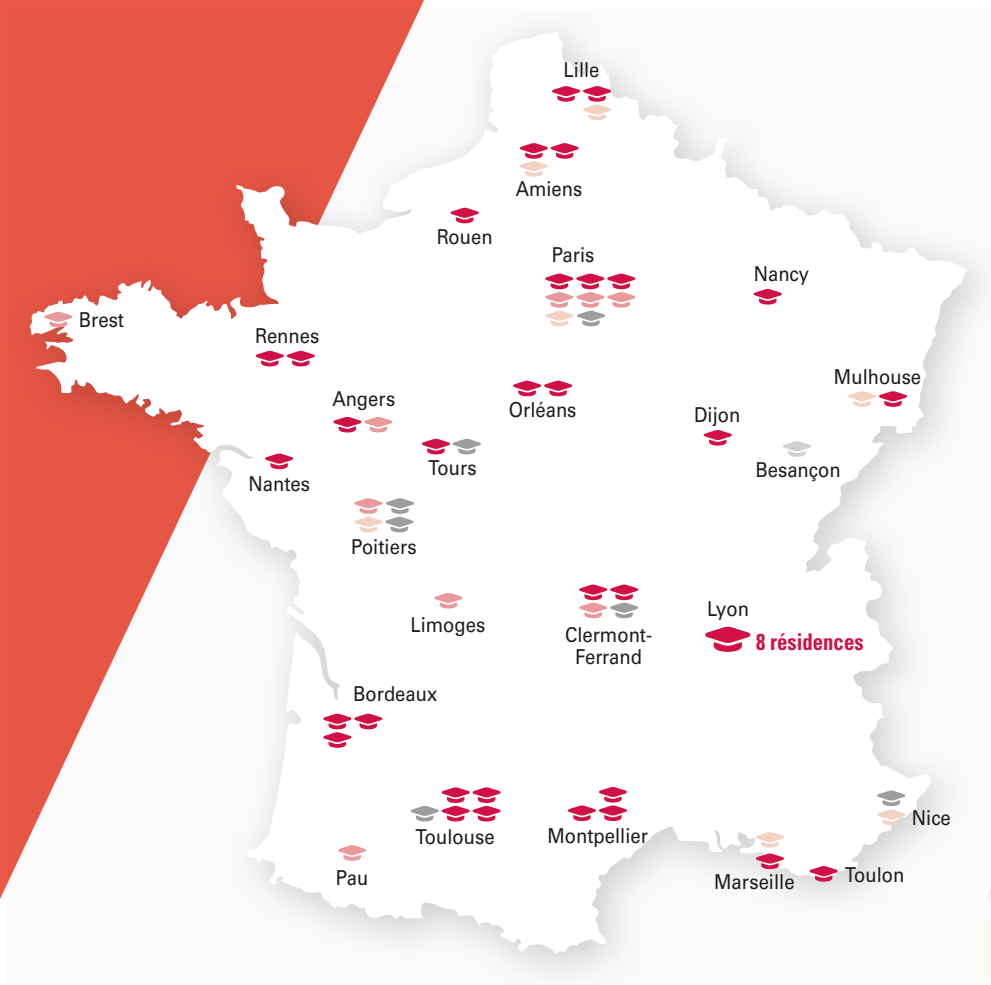 Lille
Amiens
Rouen
Paris
Nancy
Brest
Rennes
Mulhouse
Angers
Orléans
Dijon
Tours
Besançon
Nantes
Poitiers
Limoges
Clermont-
Ferrand
Lyon
8 résidences
Bordeaux
Toulouse
Montpellier
Nice
Pau
Marseille
Toulon